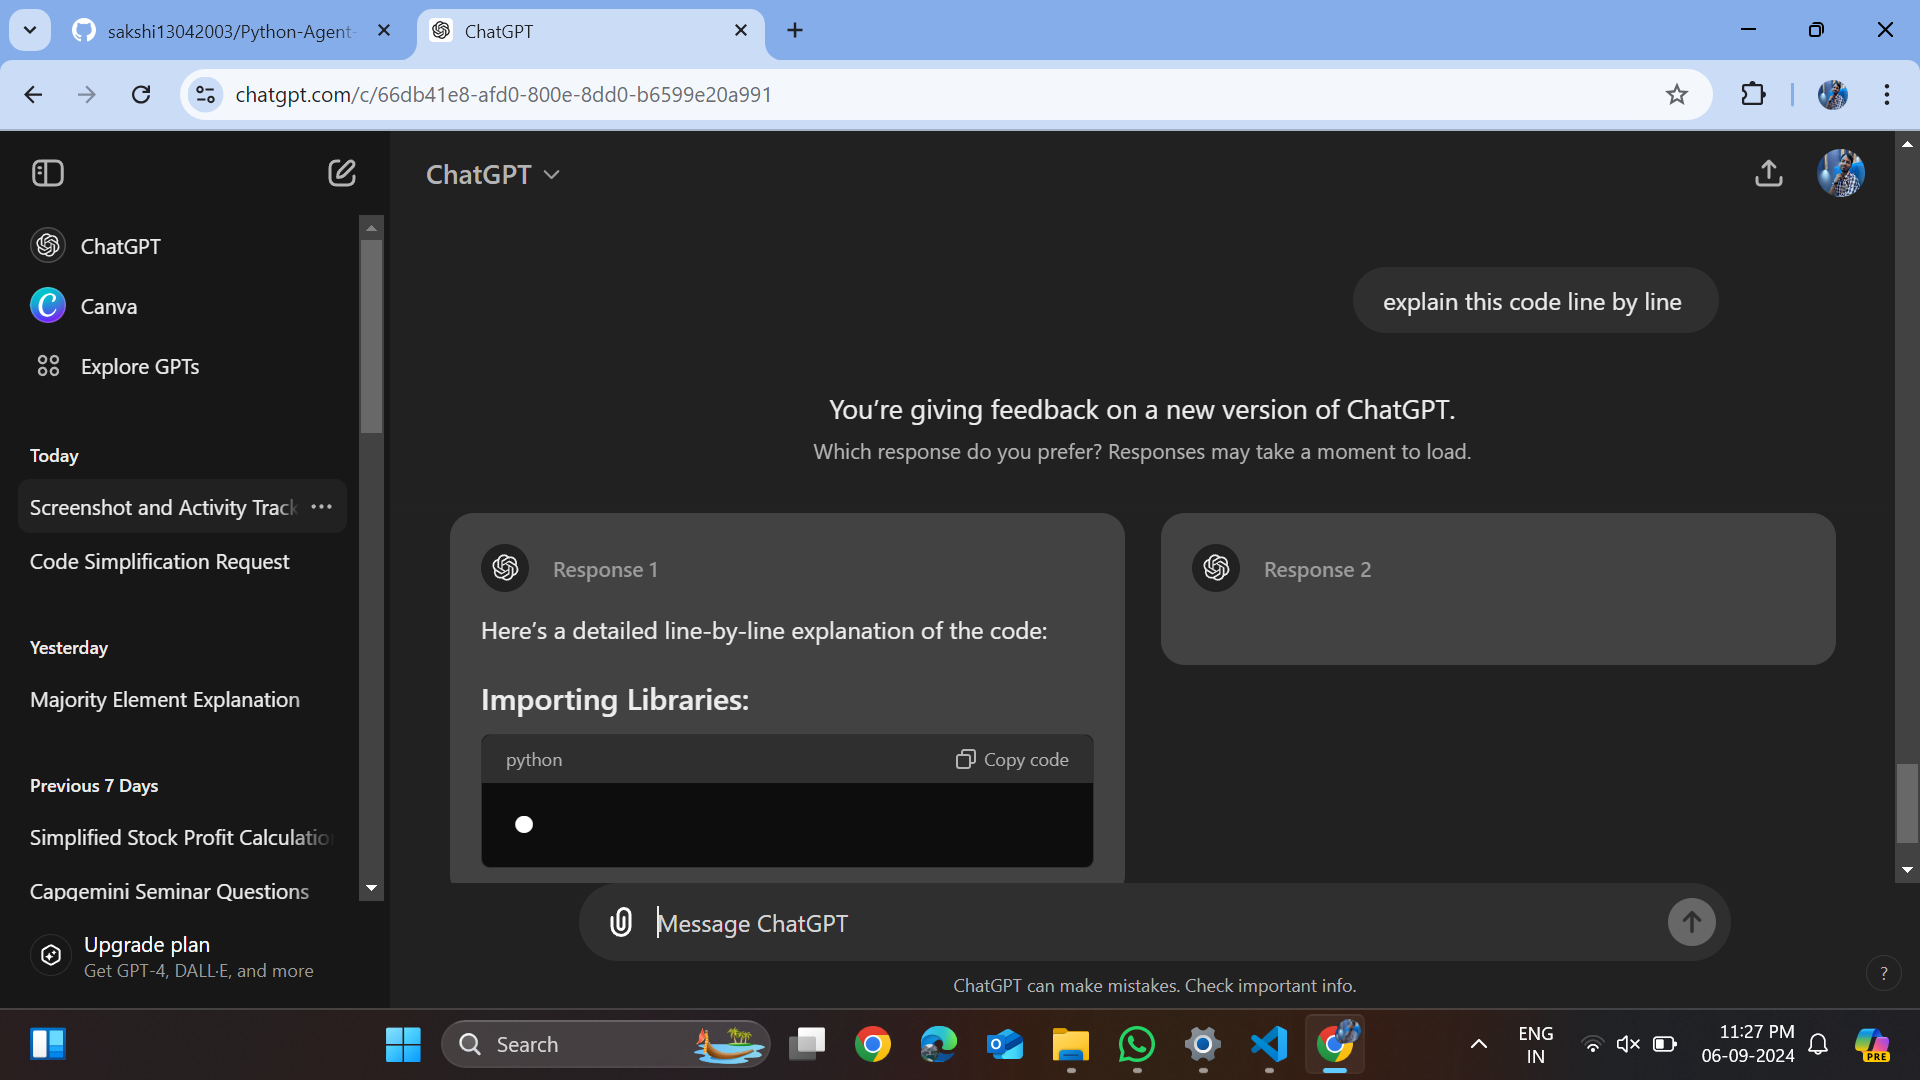 sakshi13042003/Python-Agent-
ChatGPT
chatgpt.com/c/66db41e8-afd0-800e-8dd0-b6599e20a991
ChatGPT
Canva
Explore GPTs
Today
Screenshot and Activity Track
Code Simplification Request
Yesterday
Majority Element Explanation
Previous 7 Days
Simplified Stock Profit Calculation
Capgemini Seminar Questions
Upgrade plan
Get GPT-4, DALL·E, and more
ChatGPT
explain this code line by line
You’re giving feedback on a new version of ChatGPT.
Which response do you prefer? Responses may take a moment to load.
Response 1
Here’s a detailed line-by-line explanation of the code:
Importing Libraries:
python Copy code
Response 2
Message ChatGPT
ChatGPT can make mistakes. Check important info.
?
Search
ENG
IN
11:27 PM
06-09-2024
PRE